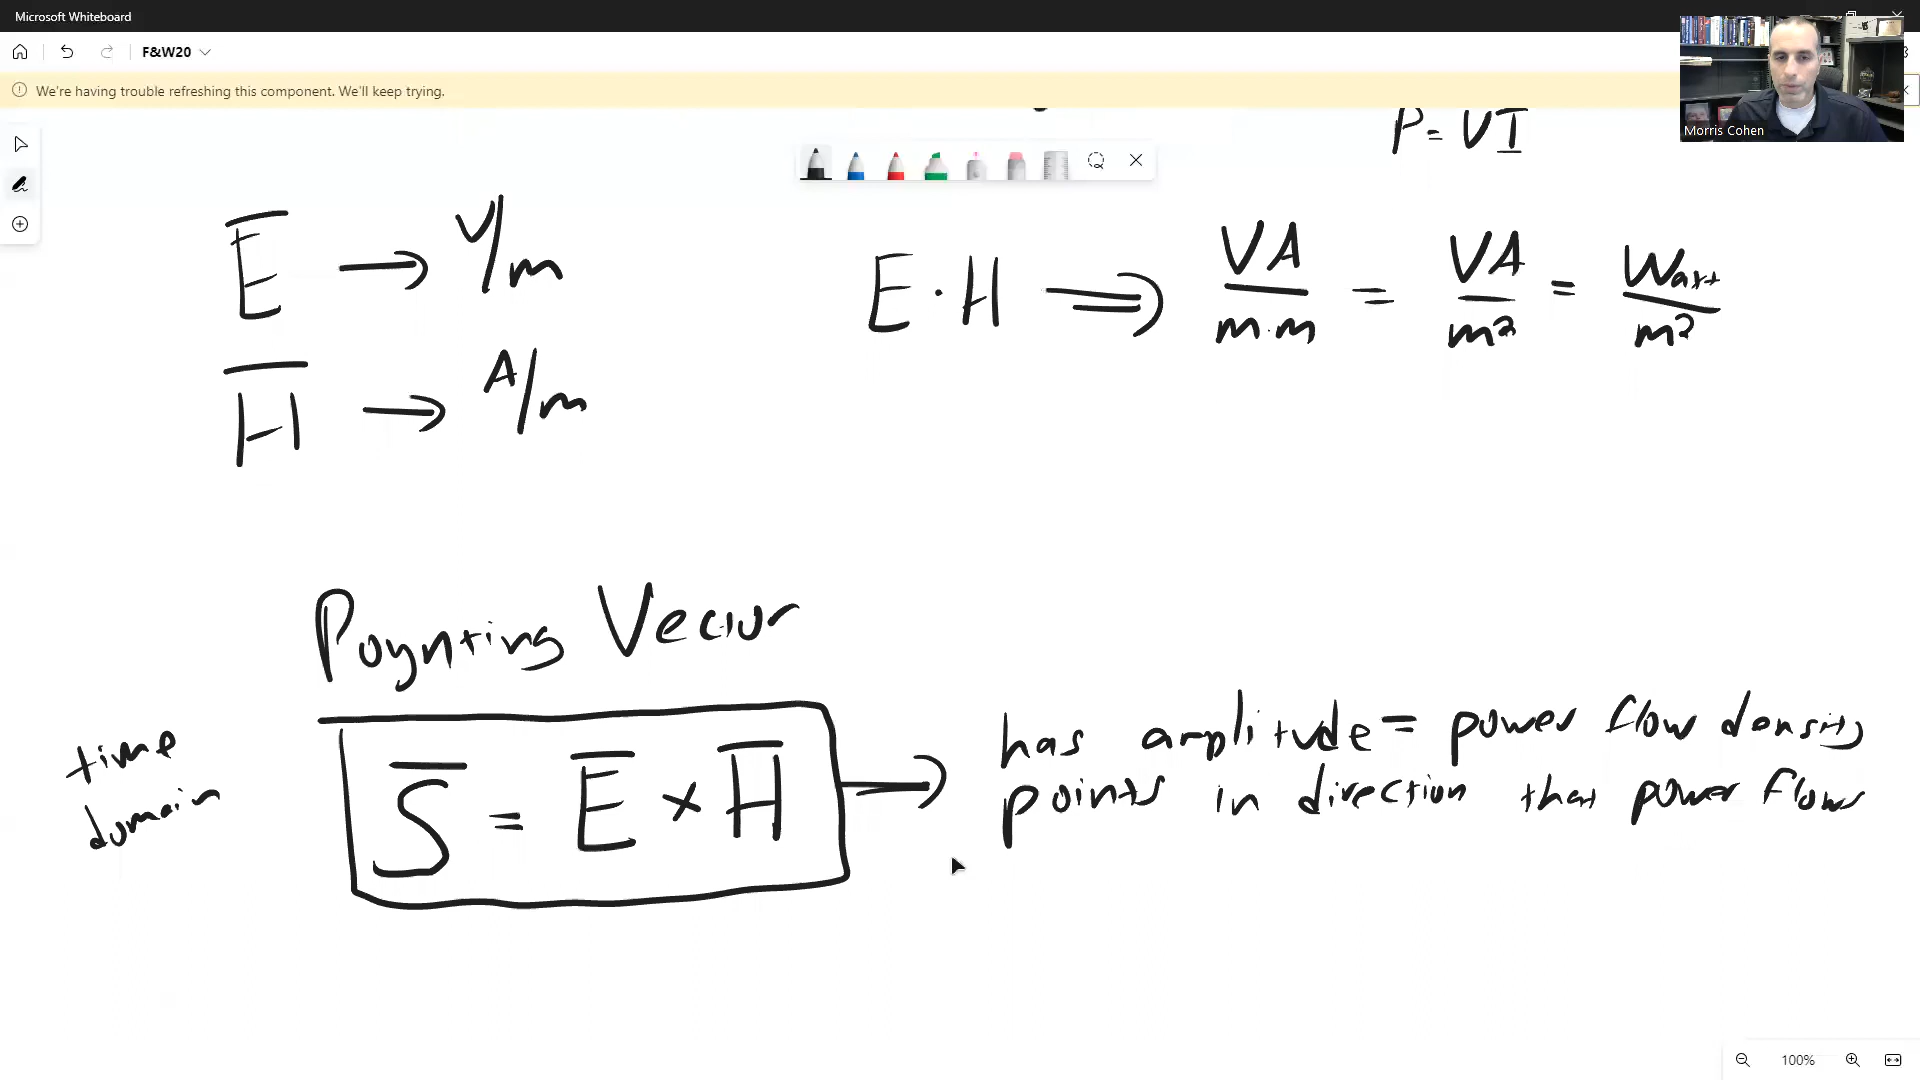 Microsoft Whiteboard
F&W20
We're having trouble refreshing this component. We'll keep trying.
Morris Cohen
P = VI
E̅ → V/m
E · H ⇒ VA/m·m = VA/m² = Watt/m²
H̅ → A/m
Poynting Vector
time
domain
S̅ = E̅ × H̅ →
has amplitude = power flow density
points in direction that power flows
100%